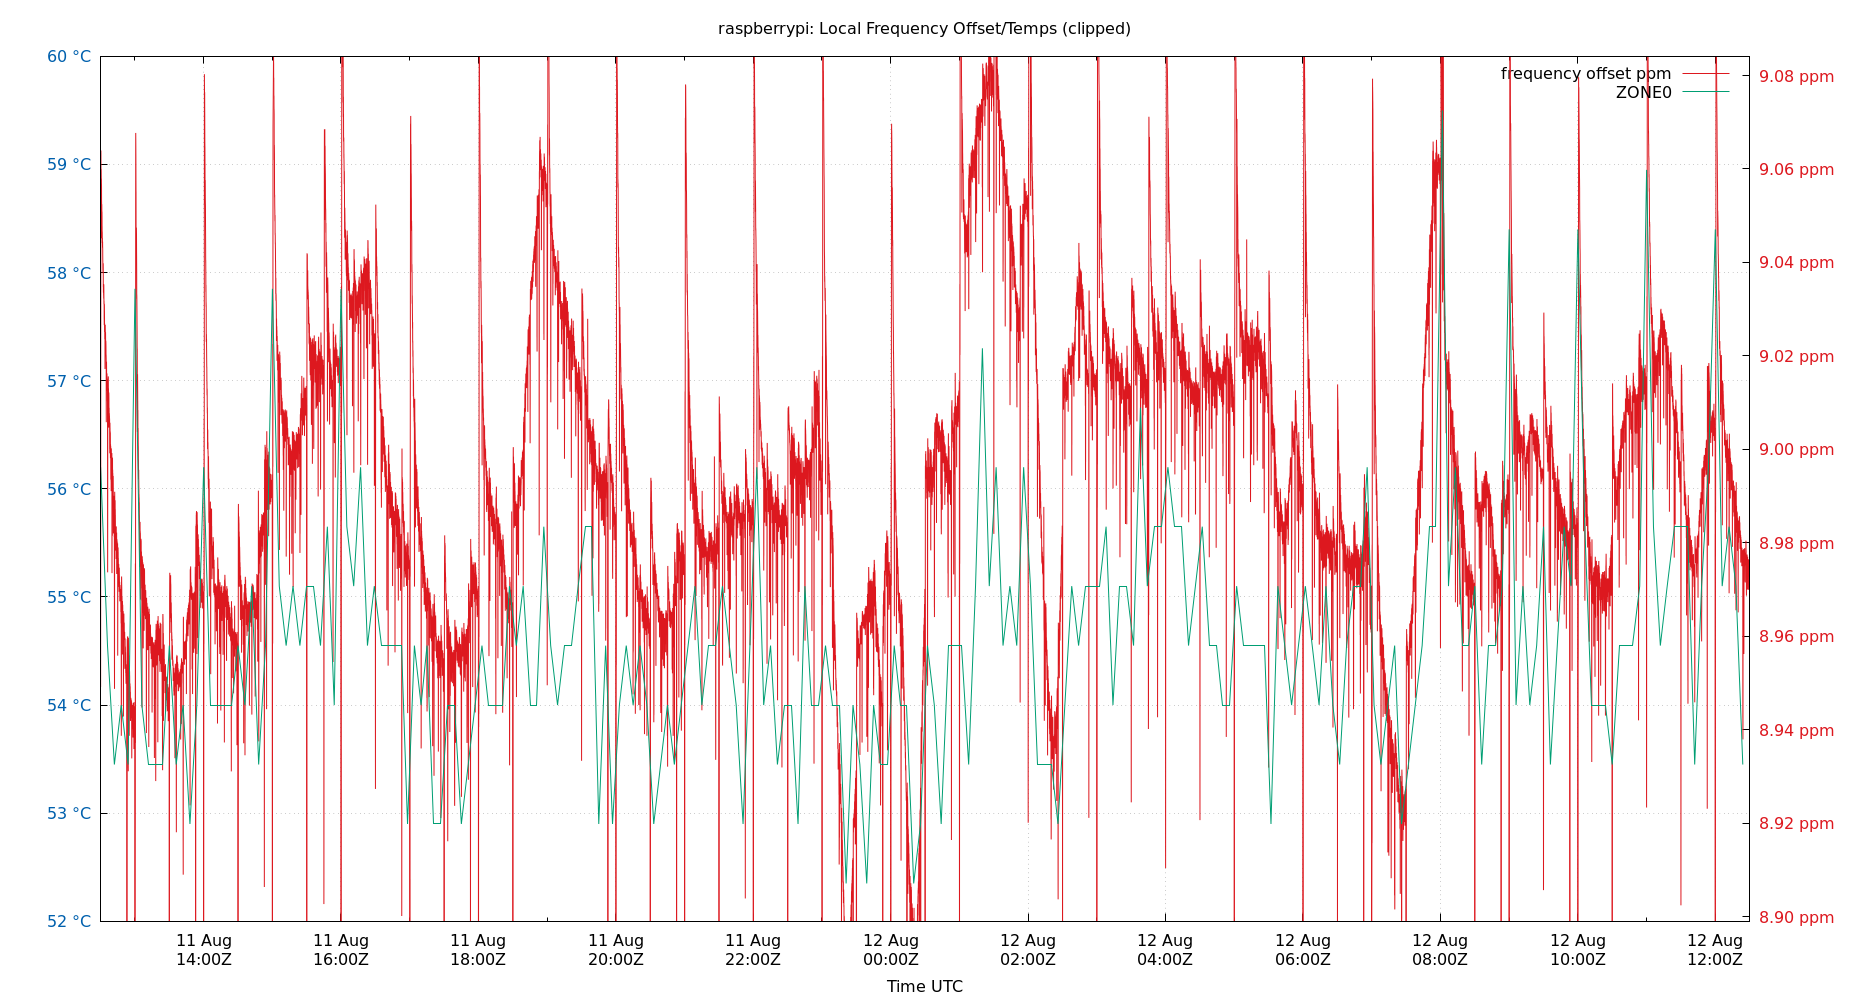 raspberrypi: Local Frequency Offset/Temps (clipped)
60 °C
59 °C
58 °C
57 °C
56 °C
55 °C
54 °C
53 °C
52 °C
frequency offset ppm
ZONE0
9.08 ppm
9.06 ppm
9.04 ppm
9.02 ppm
9.00 ppm
8.98 ppm
8.96 ppm
8.94 ppm
8.92 ppm
8.90 ppm
11 Aug 11 Aug 11 Aug 11 Aug 11 Aug 12 Aug 12 Aug 12 Aug 12 Aug 12 Aug 12 Aug 12 Aug
14:00Z 16:00Z 18:00Z 20:00Z 22:00Z 00:00Z 02:00Z 04:00Z 06:00Z 08:00Z 10:00Z 12:00Z
Time UTC